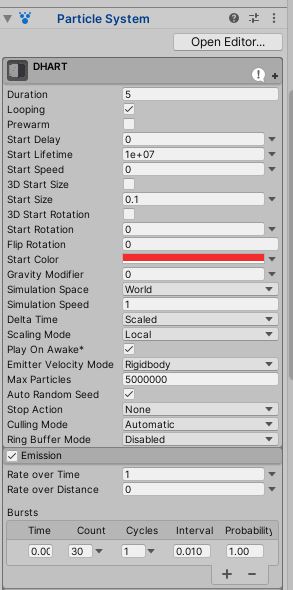 Particle System
Open Editor...
DHART
Duration 5
Looping
Prewarm
Start Delay 0
Start Lifetime 1e+07
Start Speed 0
3D Start Size
Start Size 0.1
3D Start Rotation
Start Rotation 0
Flip Rotation 0
Start Color
Gravity Modifier 0
Simulation Space World
Simulation Speed 1
Delta Time Scaled
Scaling Mode Local
Play On Awake*
Emitter Velocity Mode Rigidbody
Max Particles 5000000
Auto Random Seed
Stop Action None
Culling Mode Automatic
Ring Buffer Mode Disabled
Emission
Rate over Time 1
Rate over Distance 0
Bursts
Time Count Cycles Interval Probability
0.00 30 1 0.010 1.00